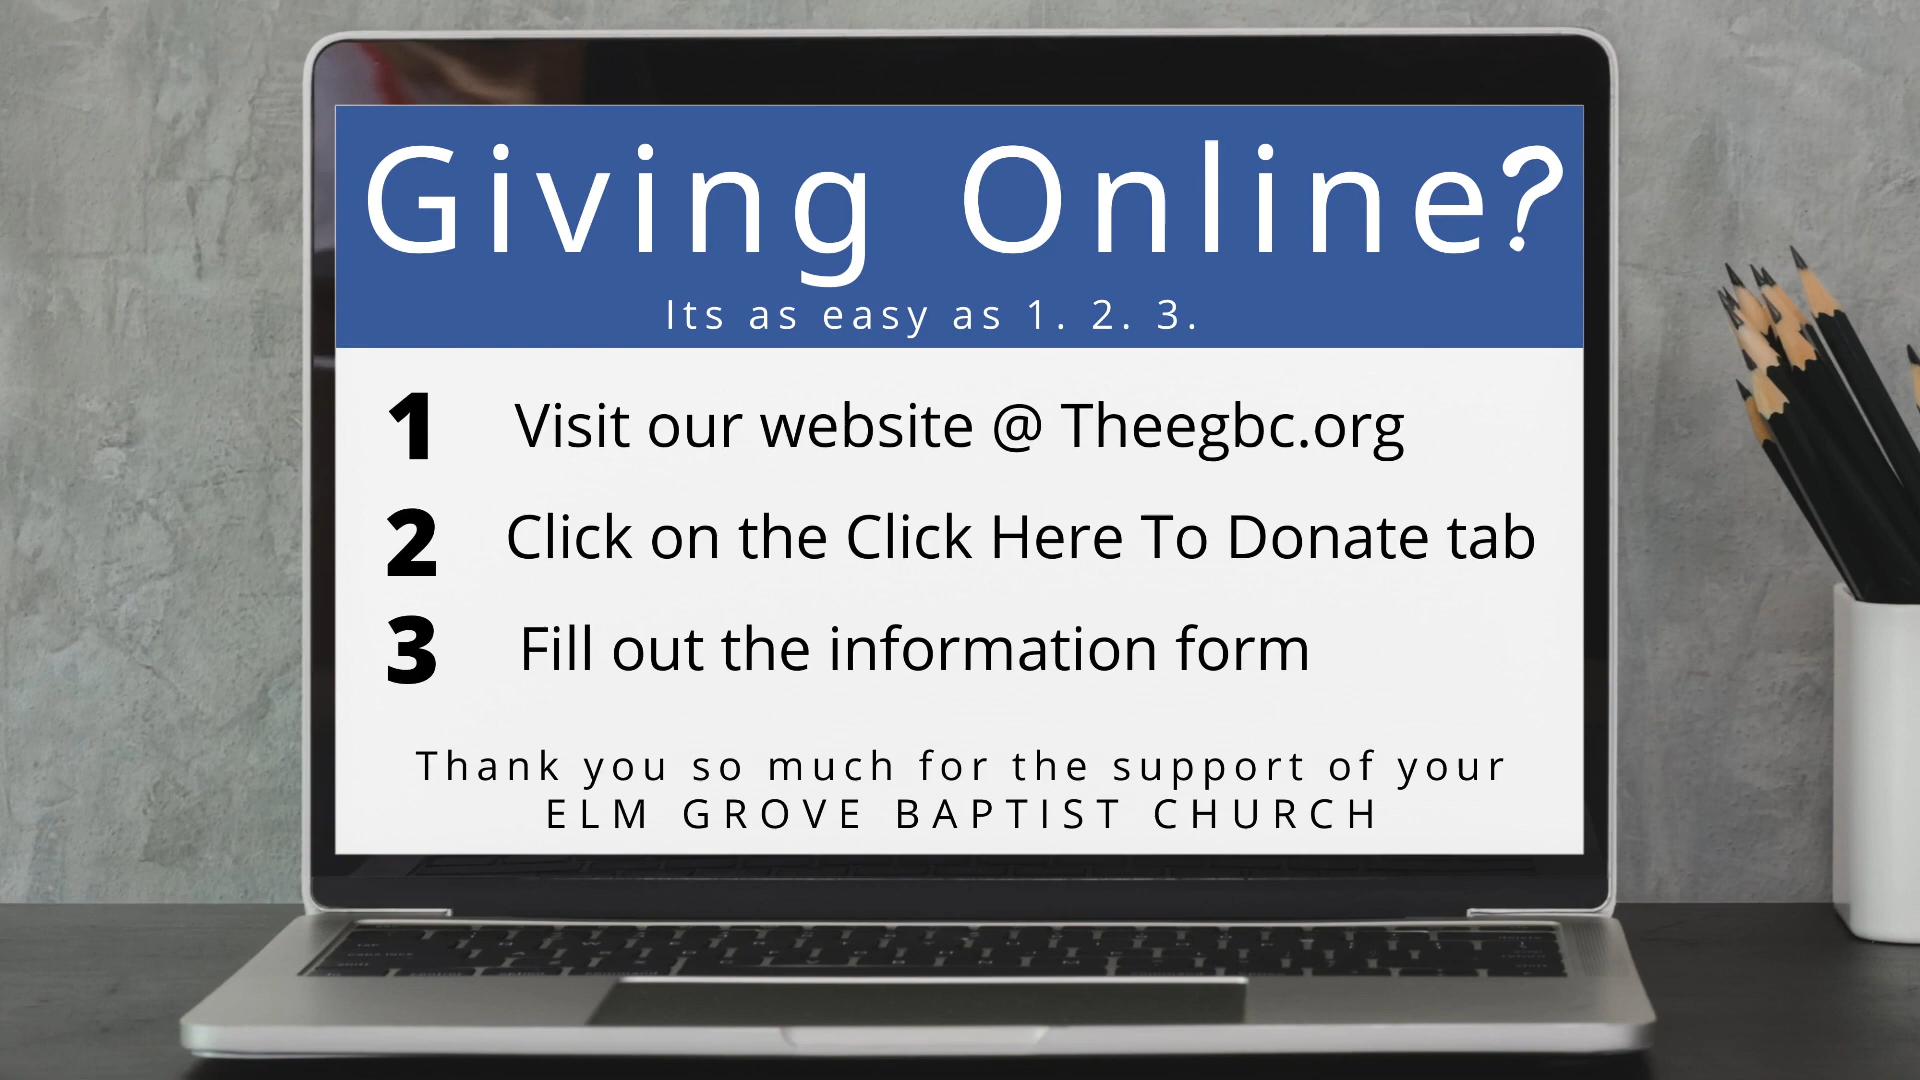 Giving Online?
Its as easy as 1. 2. 3.
1 Visit our website @ Theegbc.org
2 Click on the Click Here To Donate tab
3 Fill out the information form
Thank you so much for the support of your
ELM GROVE BAPTIST CHURCH